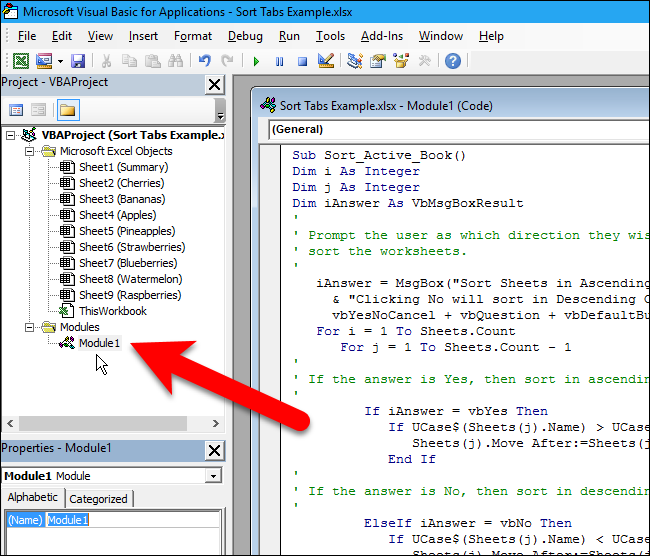 Microsoft Visual Basic for Applications - Sort Tabs Example.xlsx
File Edit View Insert Format Debug Run Tools Add-Ins Window Help
Project - VBAProject
VBAProject (Sort Tabs Example.x
Microsoft Excel Objects
Sheet1 (Summary)
Sheet2 (Cherries)
Sheet3 (Bananas)
Sheet4 (Apples)
Sheet5 (Pineapples)
Sheet6 (Strawberries)
Sheet7 (Blueberries)
Sheet8 (Watermelon)
Sheet9 (Raspberries)
ThisWorkbook
Modules
Module1
Properties - Module1
Module1 Module
Alphabetic Categorized
(Name) Module1
Sort Tabs Example.xlsx - Module1 (Code)
(General)
Sub Sort_Active_Book()
Dim i As Integer
Dim j As Integer
Dim iAnswer As VbMsgBoxResult
'
' Prompt the user as which direction they wis
' sort the worksheets.
'
iAnswer = MsgBox("Sort Sheets in Ascending
& "Clicking No will sort in Descending O
vbYesNoCancel + vbQuestion + vbDefaultBu
For i = 1 To Sheets.Count
For j = 1 To Sheets.Count - 1
'
' If the answer is Yes, then sort in ascendin
'
If iAnswer = vbYes Then
If UCase$(Sheets(j).Name) > UCase
Sheets(j).Move After:=Sheets(j
End If
'
' If the answer is No, then sort in descendin
'
ElseIf iAnswer = vbNo Then
If UCase$(Sheets(j).Name) < UCase
Sheets(j).Move After:=Sheets(j